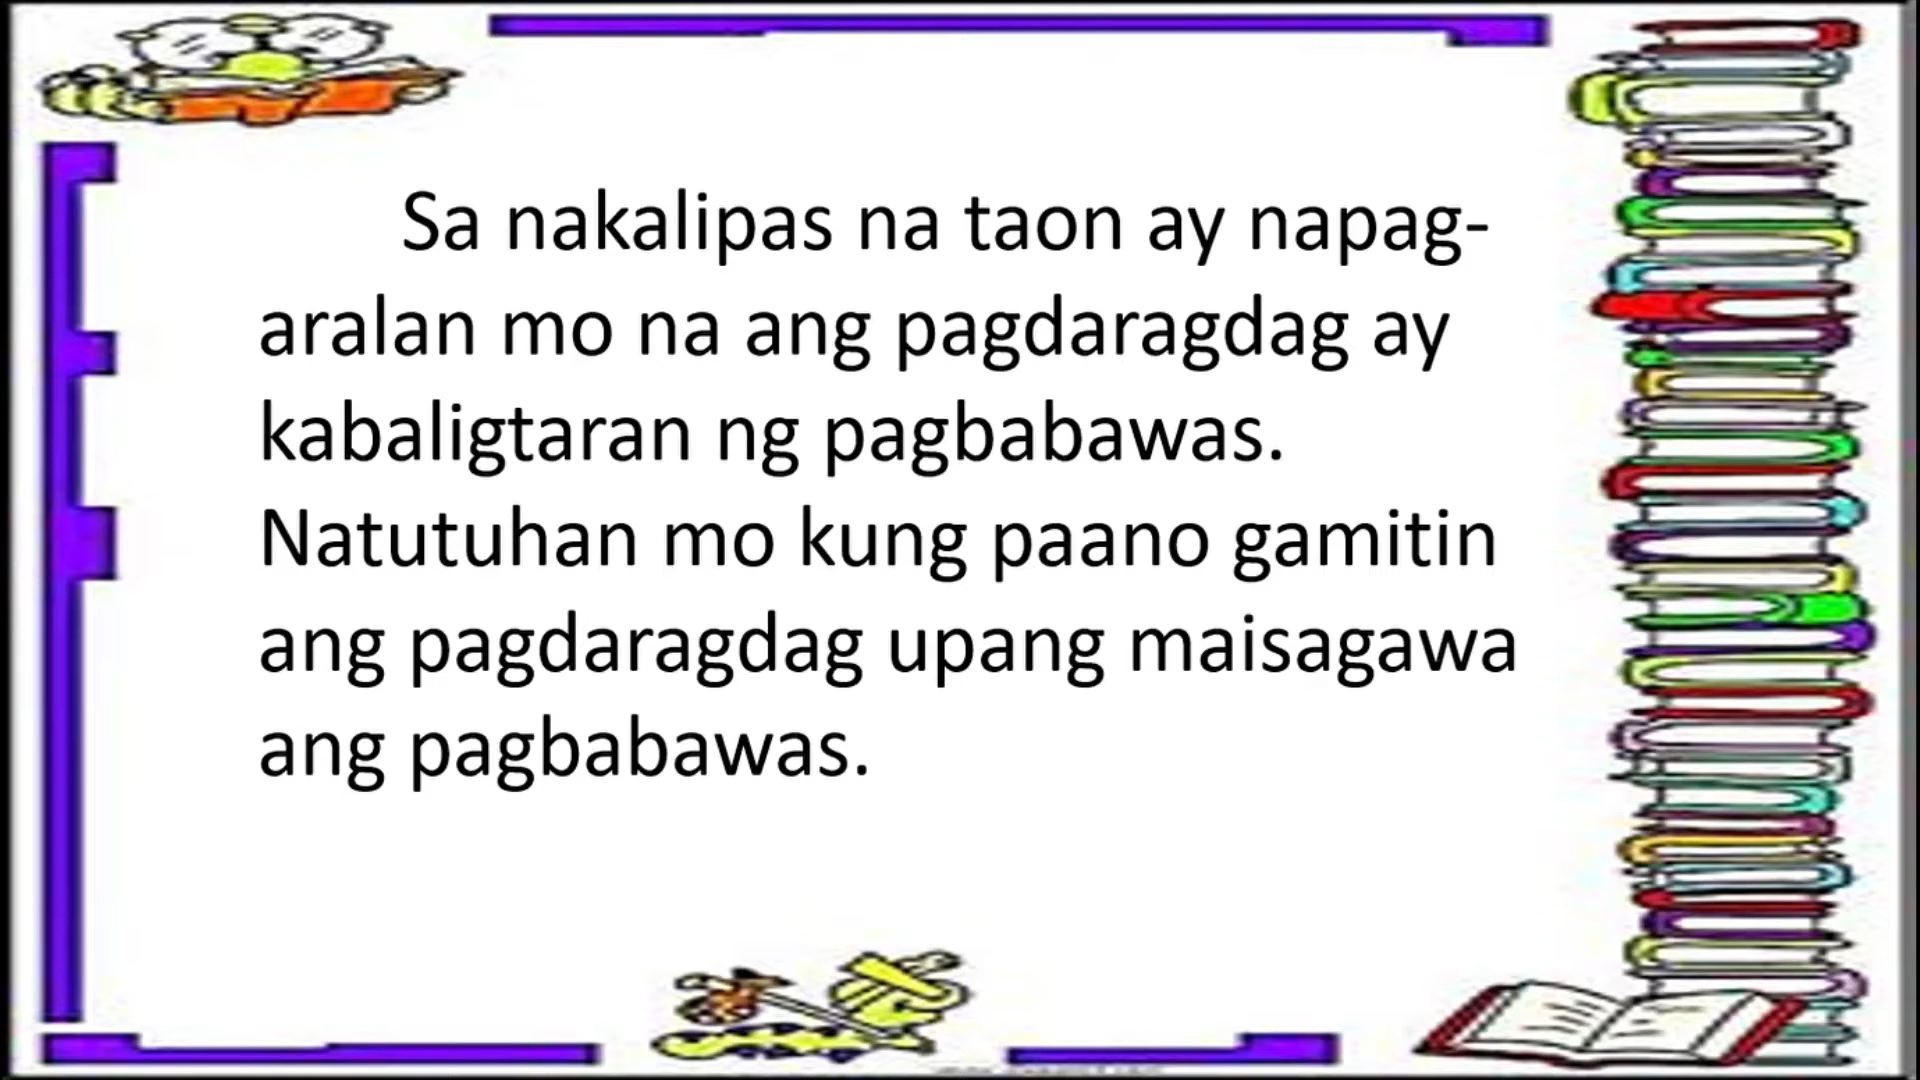 Sa nakalipas na taon ay napag-
aralan mo na ang pagdaragdag ay
kabaligtaran ng pagbabawas.
Natutuhan mo kung paano gamitin
ang pagdaragdag upang maisagawa
ang pagbabawas.